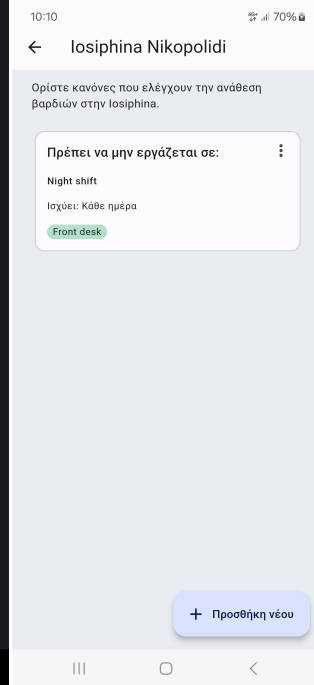 10:10
4G+ 70%
Iosiphina Nikopolidi
Ορίστε κανόνες που ελέγχουν την ανάθεση
βαρδιών στην Iosiphina.
Πρέπει να μην εργάζεται σε:
Night shift
Ισχύει: Κάθε ημέρα
Front desk
Προσθήκη νέου